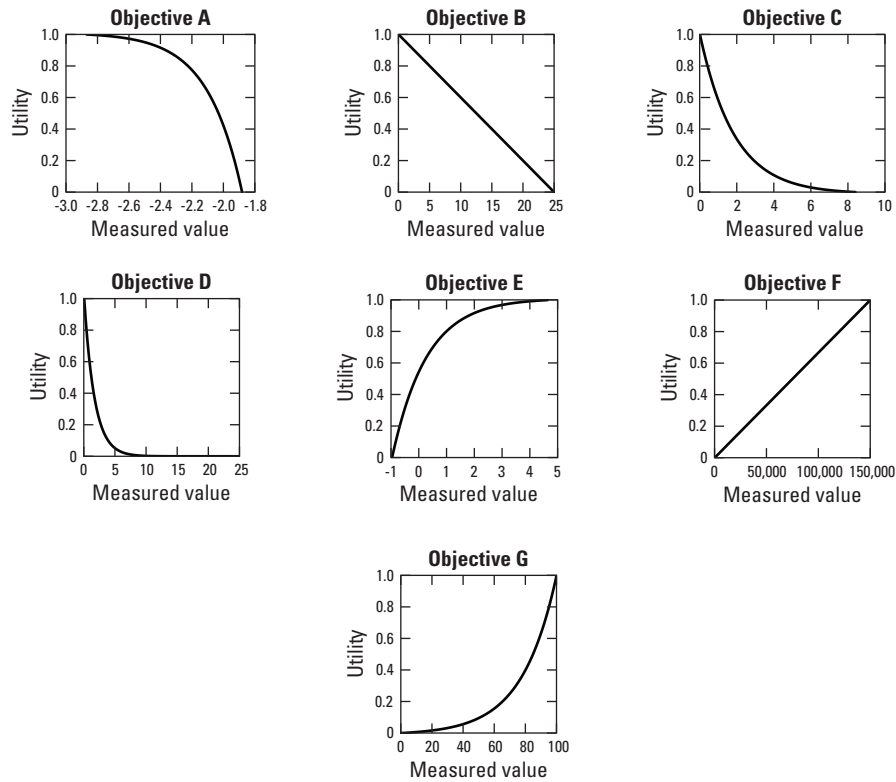 Objective A
Objective B
Objective C
1.0
0.8
0.6
0.4
0.2
0
Utility
-3.0 -2.8 -2.6 -2.4 -2.2 -2.0 -1.8
Measured value
1.0
0.8
0.6
0.4
0.2
0
Utility
0 5 10 15 20 25
Measured value
1.0
0.8
0.6
0.4
0.2
0
Utility
0 2 4 6 8 10
Measured value
Objective D
Objective E
Objective F
1.0
0.8
0.6
0.4
0.2
0
Utility
0 5 10 15 20 25
Measured value
1.0
0.8
0.6
0.4
0.2
0
Utility
-1 0 1 2 3 4 5
Measured value
1.0
0.8
0.6
0.4
0.2
0
Utility
0 50,000 100,000 150,000
Measured value
Objective G
1.0
0.8
0.6
0.4
0.2
0
Utility
0 20 40 60 80 100
Measured value